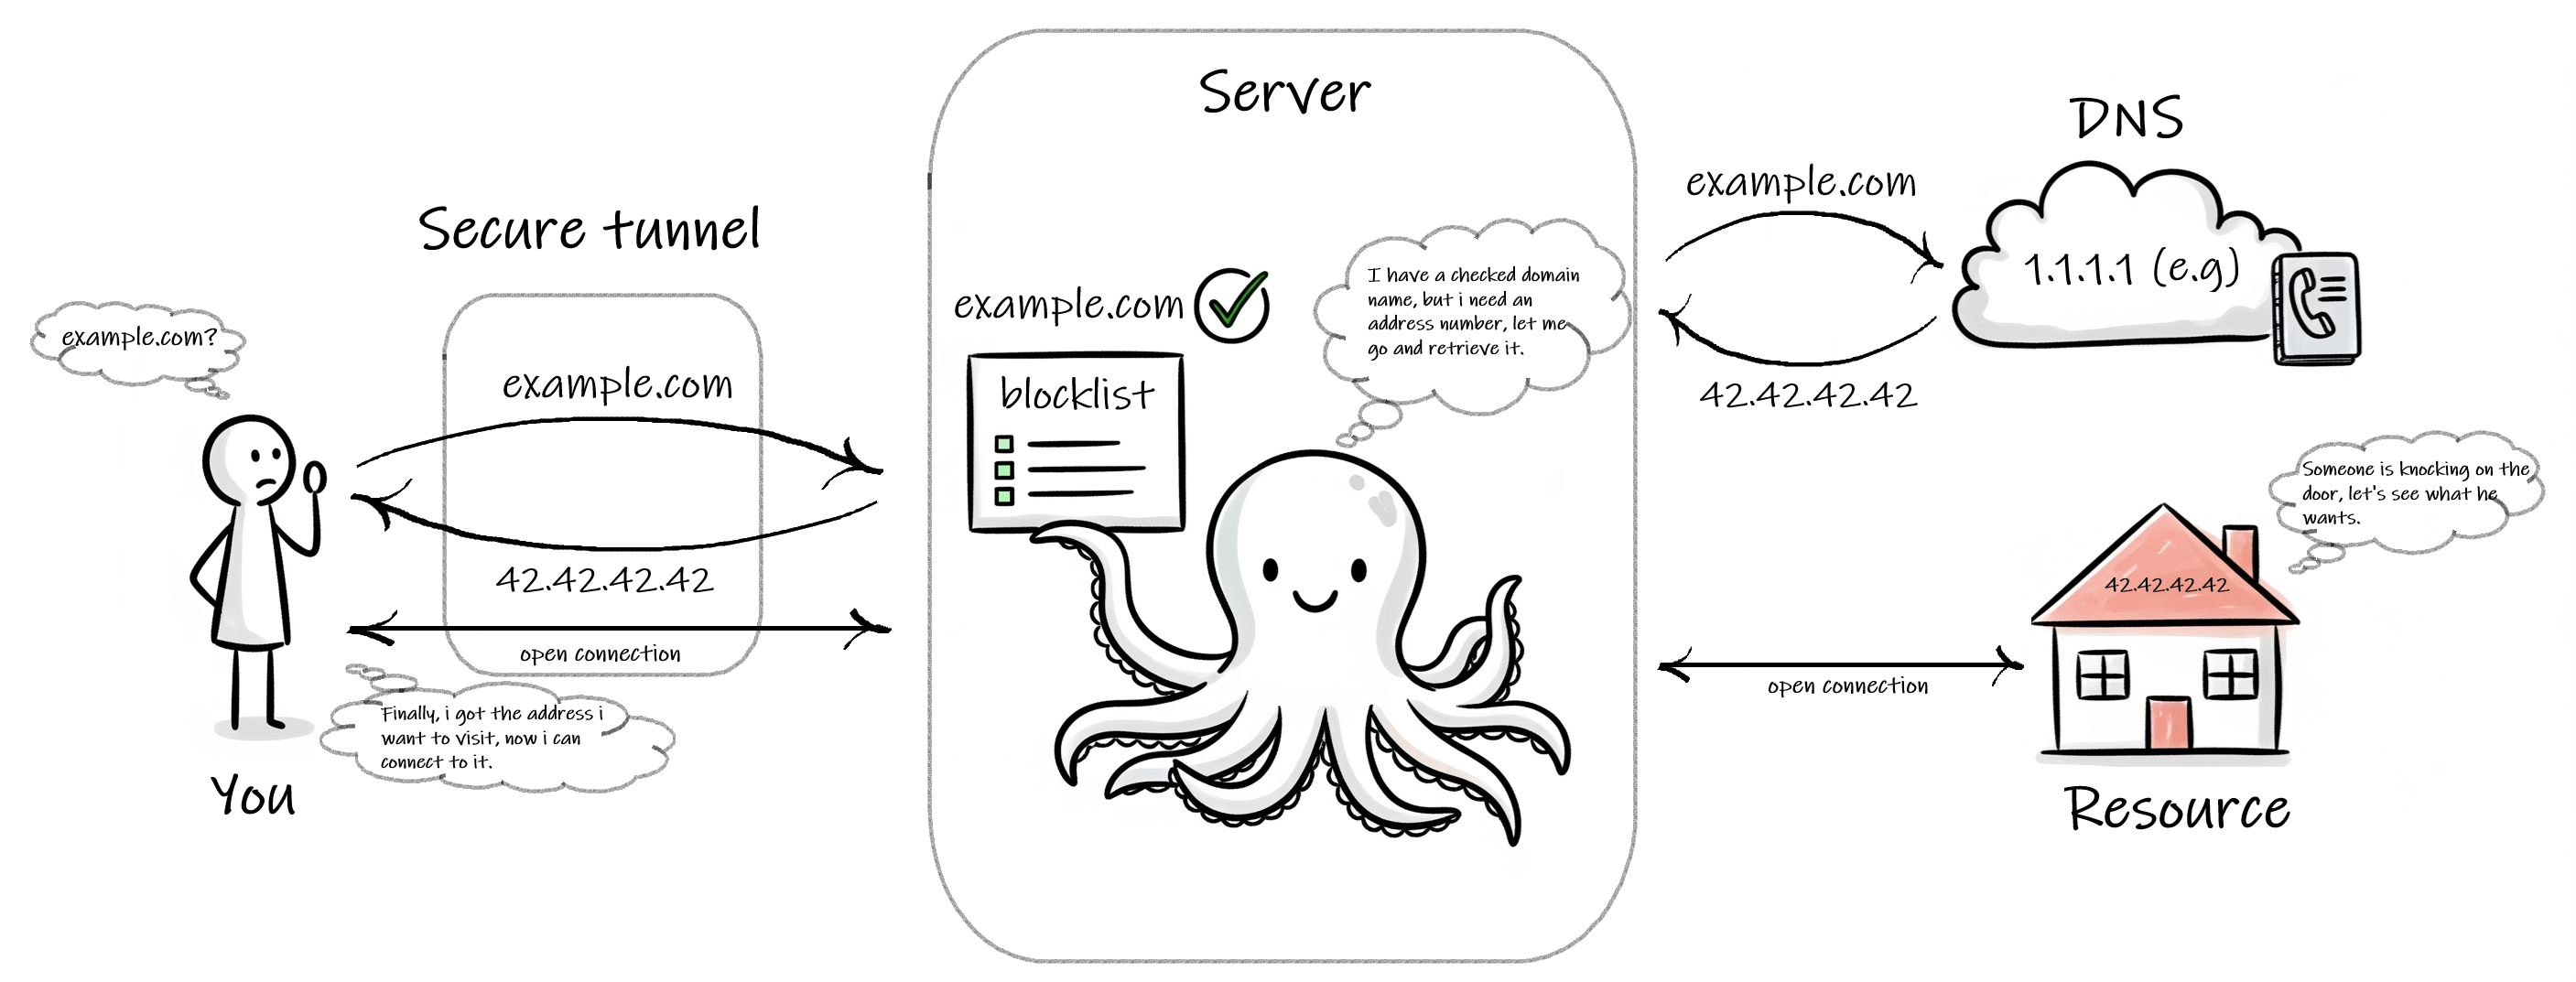 Server
DNS
example.com
Secure tunnel
1.1.1.1 (e.g)
I have a checked domain
name, but i need an
address number, let me
go and retrieve it.
example.com
example.com?
example.com
blocklist
42.42.42.42
Someone is knocking on the
door, let's see what he
wants.
42.42.42.42
42.42.42.42
open connection
open connection
Finally, i got the address i
want to visit, now i can
connect to it.
You
Resource